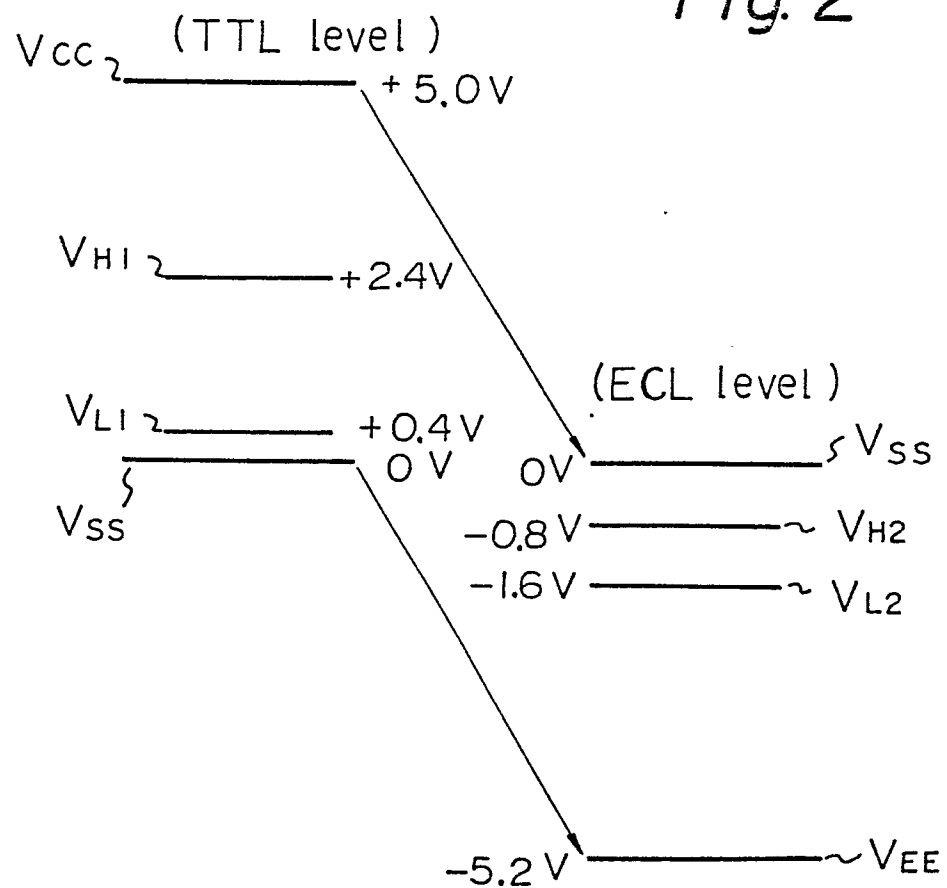 Fig. 2
(TTL level)
VCC
+5.0V
VH1
+2.4V
(ECL level)
VL1
+0.4V
0V
VSS
0V
VSS
-0.8V
VH2
-1.6V
VL2
-5.2V
VEE